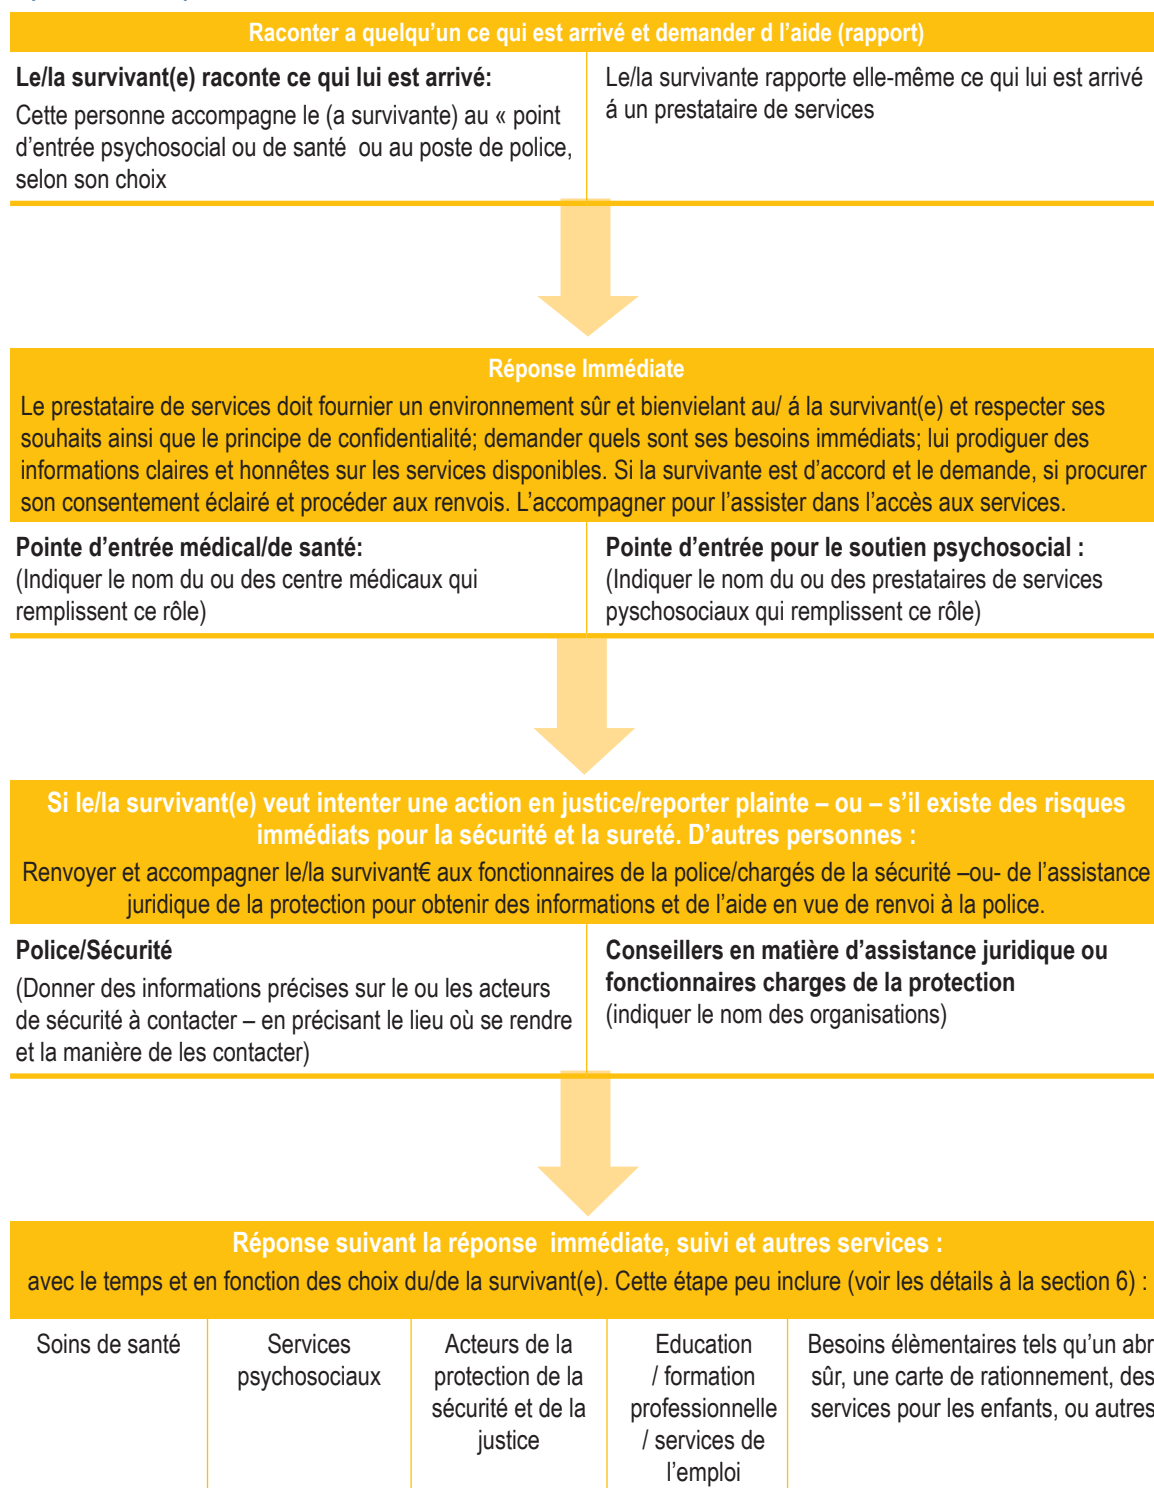 Raconter a quelqu'un ce qui est arrivé et demander d l'aide (rapport)
Le/la survivant(e) raconte ce qui lui est arrivé:
Cette personne accompagne le (a survivante) au « point
d'entrée psychosocial ou de santé ou au poste de police,
selon son choix
Le/la survivante rapporte elle-même ce qui lui est arrivé
á un prestataire de services
Réponse Immédiate
Le prestataire de services doit fournier un environement sûr et bienvielant au/ á la survivant(e) et respecter ses
souhaits ainsi que le principe de confidentialité; demander quels sont ses besoins immédiats; lui prodiguer des
informations claires et honnêtes sur les services disponibles. Si la survivante est d'accord et le demande, si procurer
son consentement éclairé et procéder aux renvois. L'accompagner pour l'assister dans l'accès aux services.
Pointe d'entrée médical/de santé:
(Indiquer le nom du ou des centre médicaux qui
remplissent ce rôle)
Pointe d'entrée pour le soutien psychosocial :
(Indiquer le nom du ou des prestataires de services
pyschosociaux qui remplissent ce rôle)
Si le/la survivant(e) veut intenter une action en justice/reporter plainte – ou – s'il existe des risques
immédiats pour la sécurité et la sureté. D'autres personnes :
Renvoyer et accompagner le/la survivant€ aux fonctionnaires de la police/chargés de la sécurité –ou- de l'assistance
juridique de la protection pour obtenir des informations et de l'aide en vue de renvoi à la police.
Police/Sécurité
(Donner des informations précises sur le ou les acteurs
de sécurité à contacter – en précisant le lieu où se rendre
et la manière de les contacter)
Conseillers en matière d'assistance juridique ou
fonctionnaires charges de la protection
(indiquer le nom des organisations)
Réponse suivant la réponse immédiate, suivi et autres services :
avec le temps et en fonction des choix du/de la survivant(e). Cette étape peu inclure (voir les détails à la section 6) :
Soins de santé
Services
psychosociaux
Acteurs de la
protection de la
sécurité et de la
justice
Education
/ formation
professionnelle
/ services de
l'emploi
Besoins élèmentaires tels qu'un abr
sûr, une carte de rationnement, des
services pour les enfants, ou autres